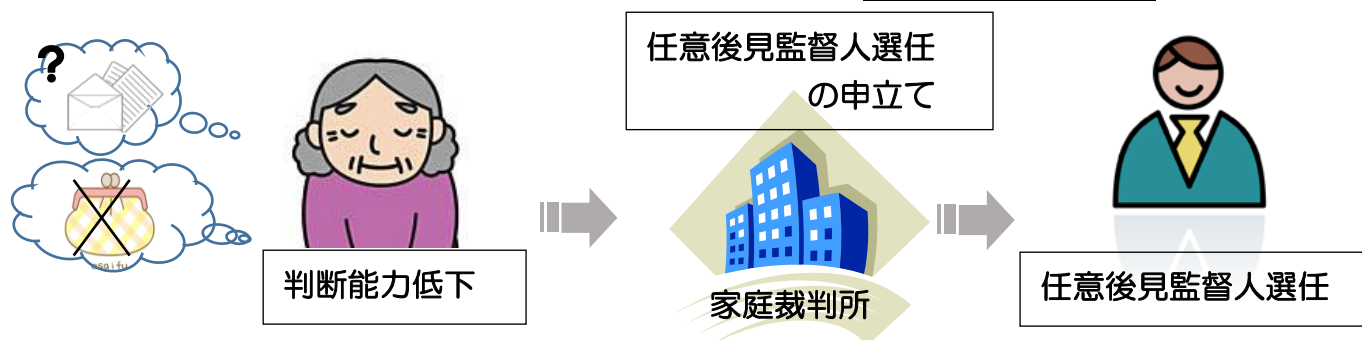 ?
判断能力低下
osaifu
任意後見監督人選任
の申立て
家庭裁判所
任意後見監督人選任